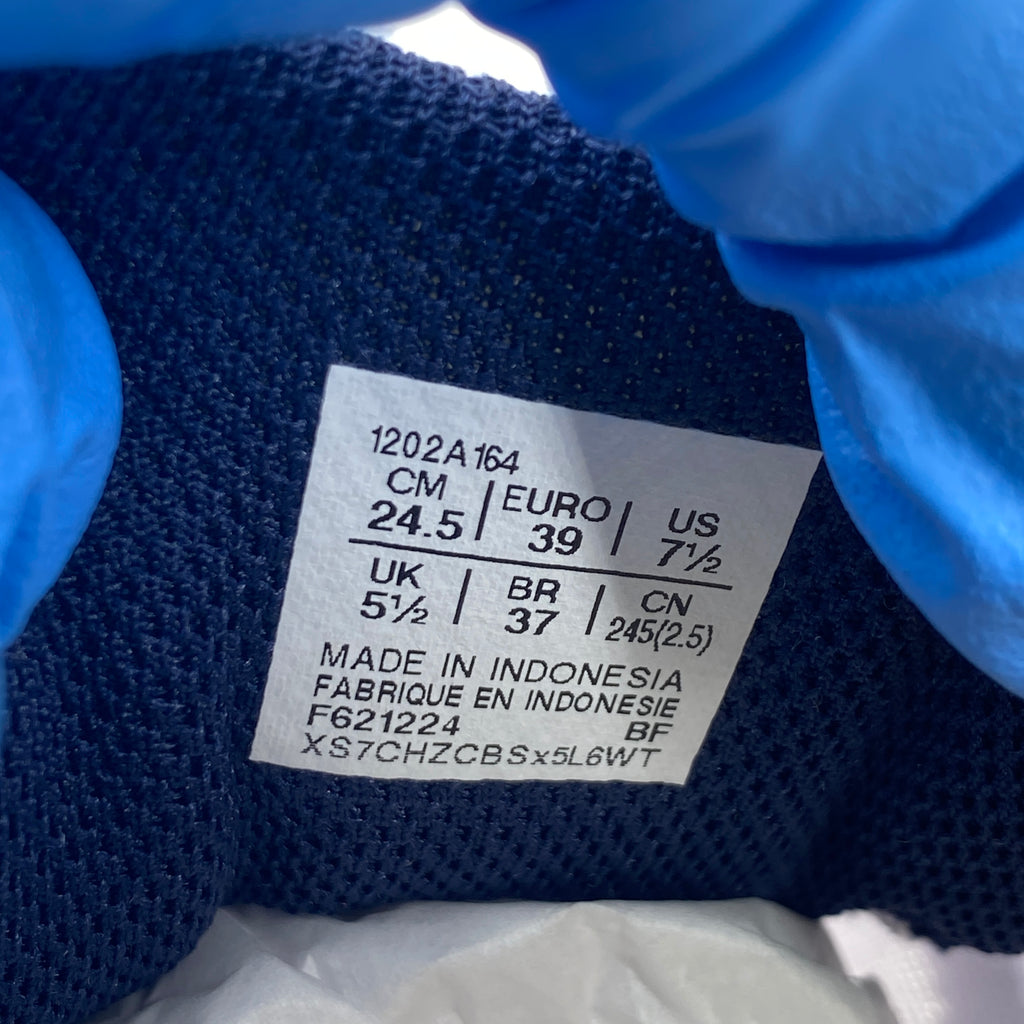 1202A164
CM | EURO | US
24.5 | 39 | 7½
UK | BR | CN
5½ | 37 | 245(2.5)
MADE IN INDONESIA
FABRIQUE EN INDONESIE
F621224 BF
XS7CHZCBSx5L6WT